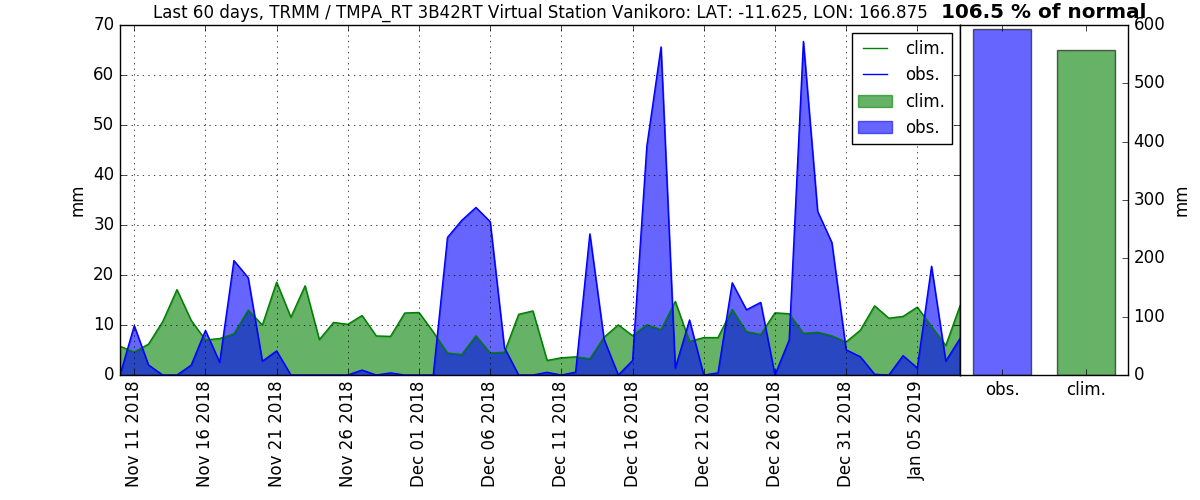 Last 60 days, TRMM / TMPA_RT 3B42RT Virtual Station Vanikoro: LAT: -11.625, LON: 166.875
106.5 % of normal
70
60
50
40
30
20
10
0
mm
clim.
obs.
clim.
obs.
600
500
400
300
200
100
0
mm
obs.
clim.
Nov 11 2018
Nov 16 2018
Nov 21 2018
Nov 26 2018
Dec 01 2018
Dec 06 2018
Dec 11 2018
Dec 16 2018
Dec 21 2018
Dec 26 2018
Dec 31 2018
Jan 05 2019